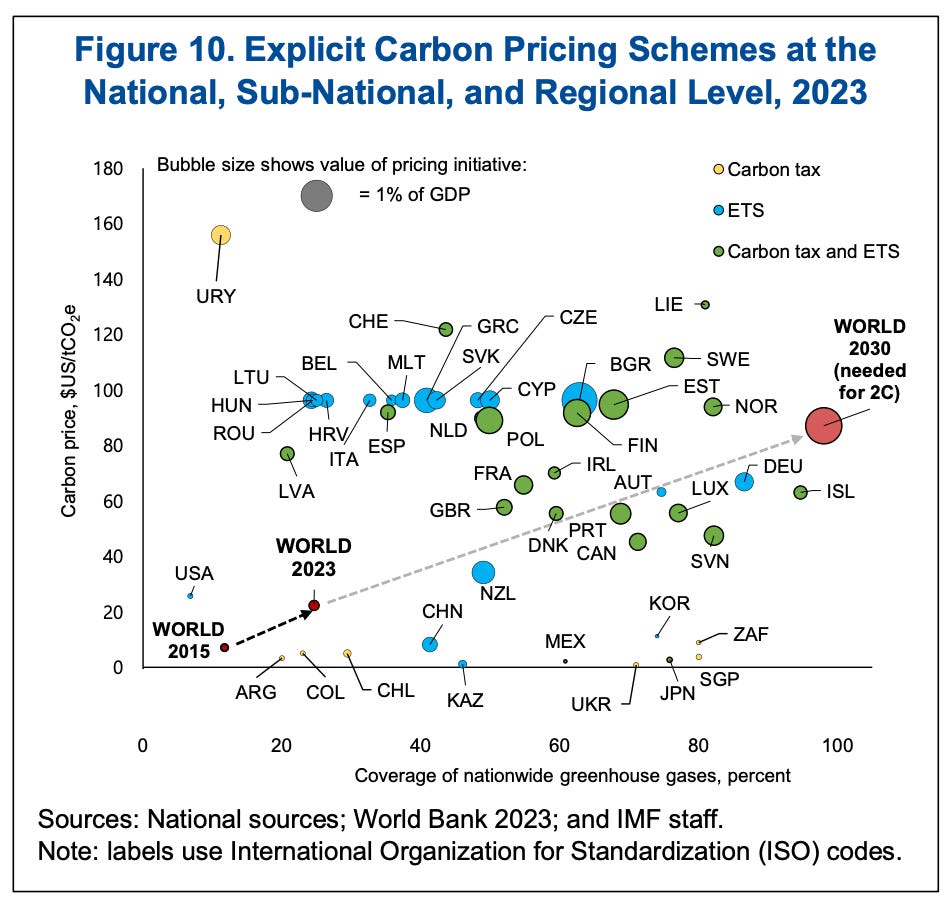 Figure 10. Explicit Carbon Pricing Schemes at the
National, Sub-National, and Regional Level, 2023
Bubble size shows value of pricing initiative:
= 1% of GDP
Carbon tax
ETS
Carbon tax and ETS
Carbon price, $US/tCO2e
180
160
140
120
100
80
60
40
20
0
URY
LIE
CHE
GRC
CZE
WORLD
2030
(needed
for 2C)
BEL
MLT
SVK
BGR
SWE
LTU
HUN
ROU
HRV
ITA
ESP
NLD
CYP
POL
EST
NOR
FIN
LVA
FRA
IRL
AUT
DEU
LUX
ISL
GBR
DNK
PRT
CAN
SVN
WORLD
2023
USA
NZL
WORLD
2015
CHN
KOR
MEX
ZAF
ARG
COL
CHL
KAZ
UKR
JPN
SGP
0
20
40
60
80
100
Coverage of nationwide greenhouse gases, percent
Sources: National sources; World Bank 2023; and IMF staff.
Note: labels use International Organization for Standardization (ISO) codes.